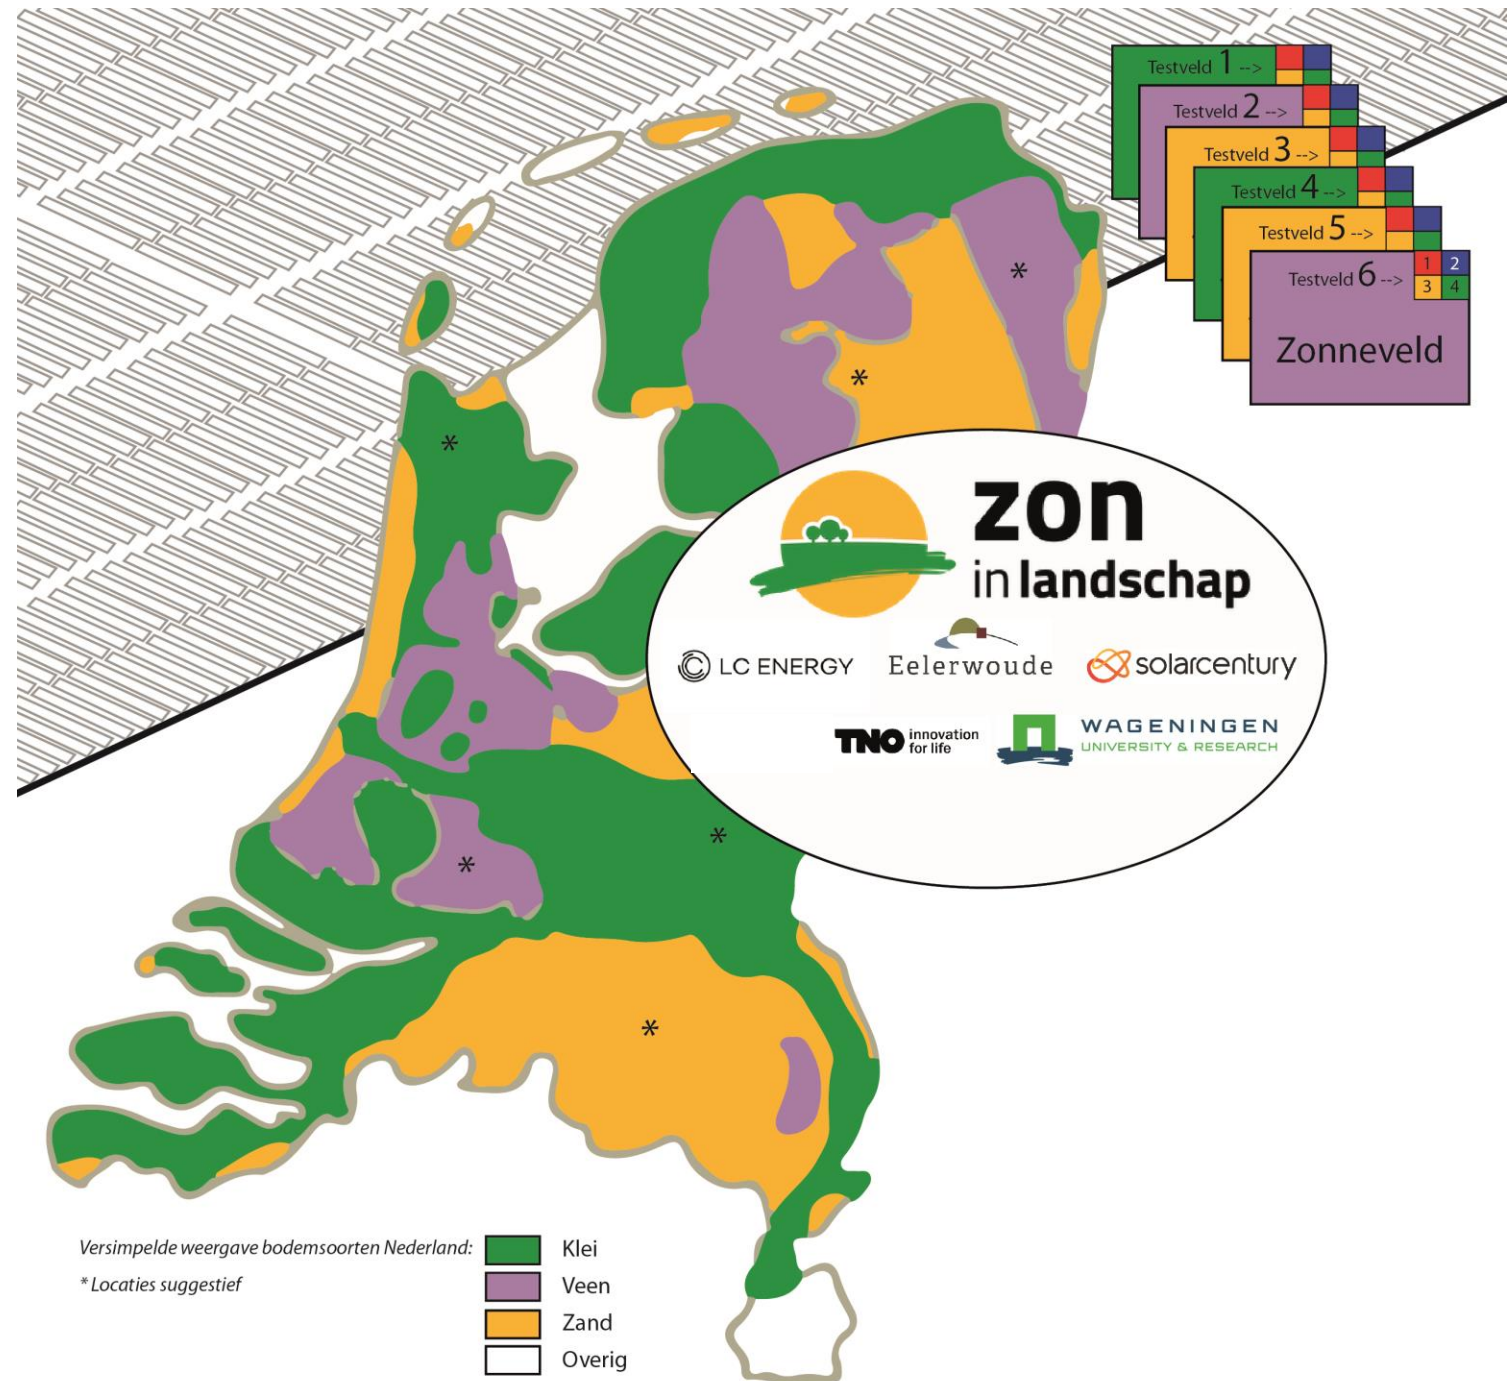 Testveld 1 -->
Testveld 2 -->
Testveld 3 -->
Testveld 4 -->
Testveld 5 -->
Testveld 6 -->
1 2
3 4
Zonneveld
*
*
*
zon
in landschap
LC ENERGY
Eelerwoude
solarcentury
TNO innovation
for life
WAGENINGEN
UNIVERSITY & RESEARCH
*
*
*
Versimpelde weergave bodemsoorten Nederland:
* Locaties suggestief
Klei
Veen
Zand
Overig